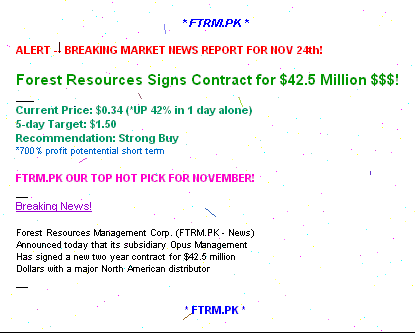 *FTRM.PK *
ALERT -- BREAKING MARKET NEWS REPORT FOR NOV 24th!
Forest Resources Signs Contract for $42.5 Million $$$!
Current Price: $0.34 (*UP 42% in 1 day alone)
5-day Target: $1.50
Recommendation: Strong Buy
*700% profit potentential short term
FTRM.PK OUR TOP HOT PICK FOR NOVEMBER!
Breaking News!
Forest Resources Management Corp. (FTRM.PK - News)
Announced today that its subsidiary Opus Management
Has signed a new two year contract for $42.5 million
Dollars with a major North American distributor
* FTRM.PK *